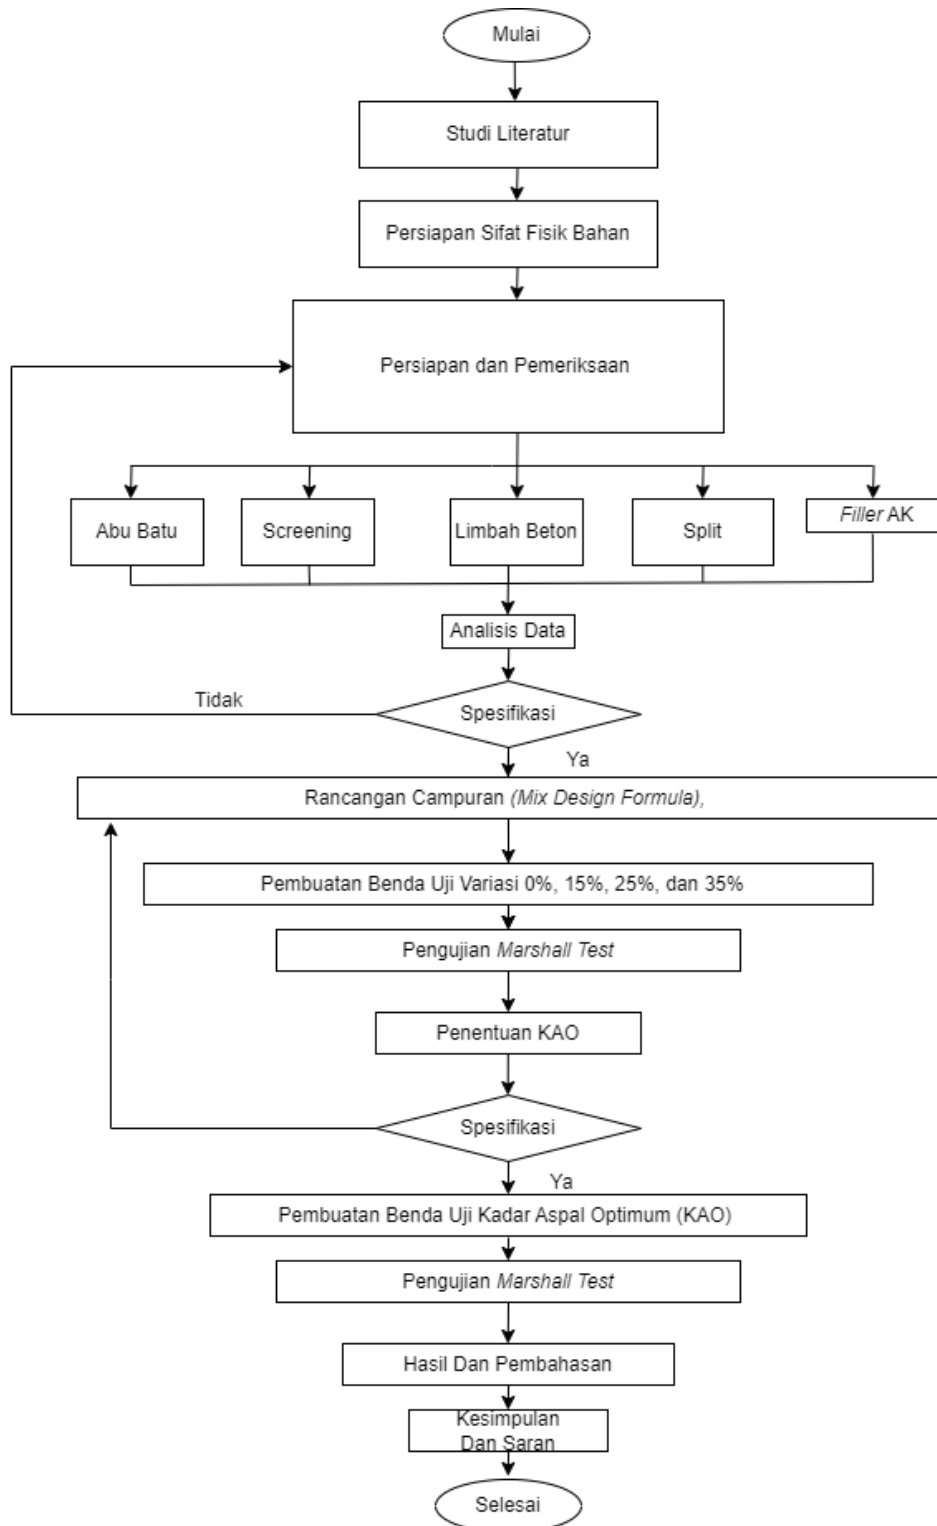 Mulai
Studi Literatur
Persiapan Sifat Fisik Bahan
Persiapan dan Pemeriksaan
Abu Batu
Screening
Limbah Beton
Split
Filler AK
Analisis Data
Tidak
Spesifikasi
Ya
Rancangan Campuran (Mix Design Formula),
Pembuatan Benda Uji Variasi 0%, 15%, 25%, dan 35%
Pengujian Marshall Test
Penentuan KAO
Spesifikasi
Ya
Pembuatan Benda Uji Kadar Aspal Optimum (KAO)
Pengujian Marshall Test
Hasil Dan Pembahasan
Kesimpulan
Dan Saran
Selesai